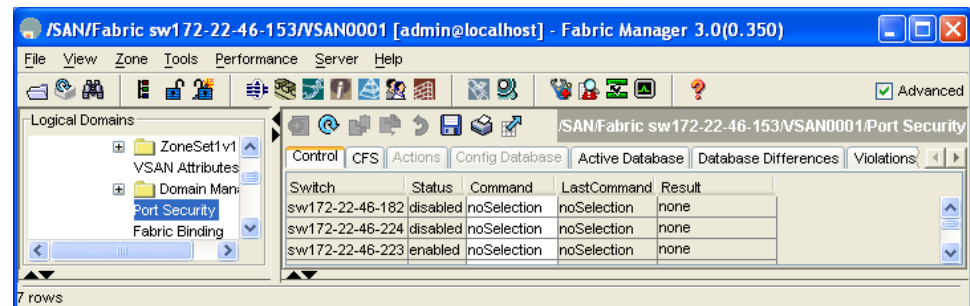 /SAN/Fabric sw172-22-46-153/VSAN0001 [admin@localhost] - Fabric Manager 3.0(0.350)
File View Zone Tools Performance Server Help
Advanced
Logical Domains
ZoneSet1v1
VSAN Attributes
Domain Mana
Port Security
Fabric Binding
/SAN/Fabric sw172-22-46-153/VSAN0001/Port Security
Control CFS Actions Config Database Active Database Database Differences Violations
Switch Status Command LastCommand Result
sw172-22-46-182 disabled noSelection noSelection none
sw172-22-46-224 disabled noSelection noSelection none
sw172-22-46-223 enabled noSelection noSelection none
7 rows